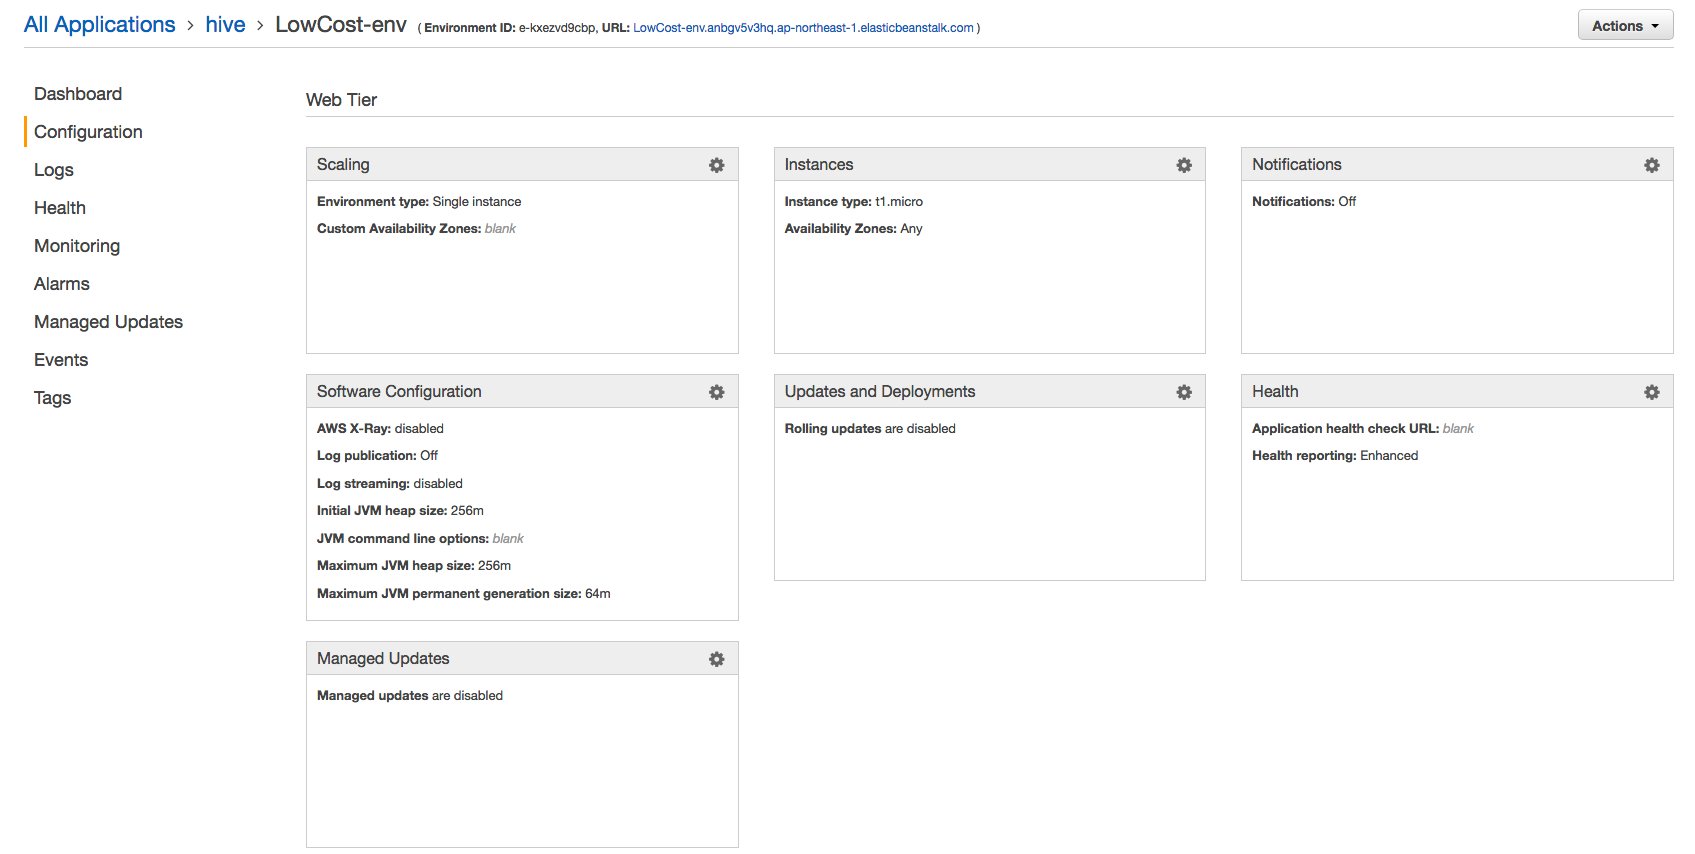 All Applications > hive > LowCost-env ( Environment ID: e-kxezvd9cbp, URL: LowCost-env.anbgv5v3hq.ap-northeast-1.elasticbeanstalk.com )
Actions
Dashboard
Configuration
Logs
Health
Monitoring
Alarms
Managed Updates
Events
Tags
Web Tier
Scaling
Environment type: Single instance
Custom Availability Zones: blank
Instances
Instance type: t1.micro
Availability Zones: Any
Notifications
Notifications: Off
Software Configuration
AWS X-Ray: disabled
Log publication: Off
Log streaming: disabled
Initial JVM heap size: 256m
JVM command line options: blank
Maximum JVM heap size: 256m
Maximum JVM permanent generation size: 64m
Updates and Deployments
Rolling updates are disabled
Health
Application health check URL: blank
Health reporting: Enhanced
Managed Updates
Managed updates are disabled